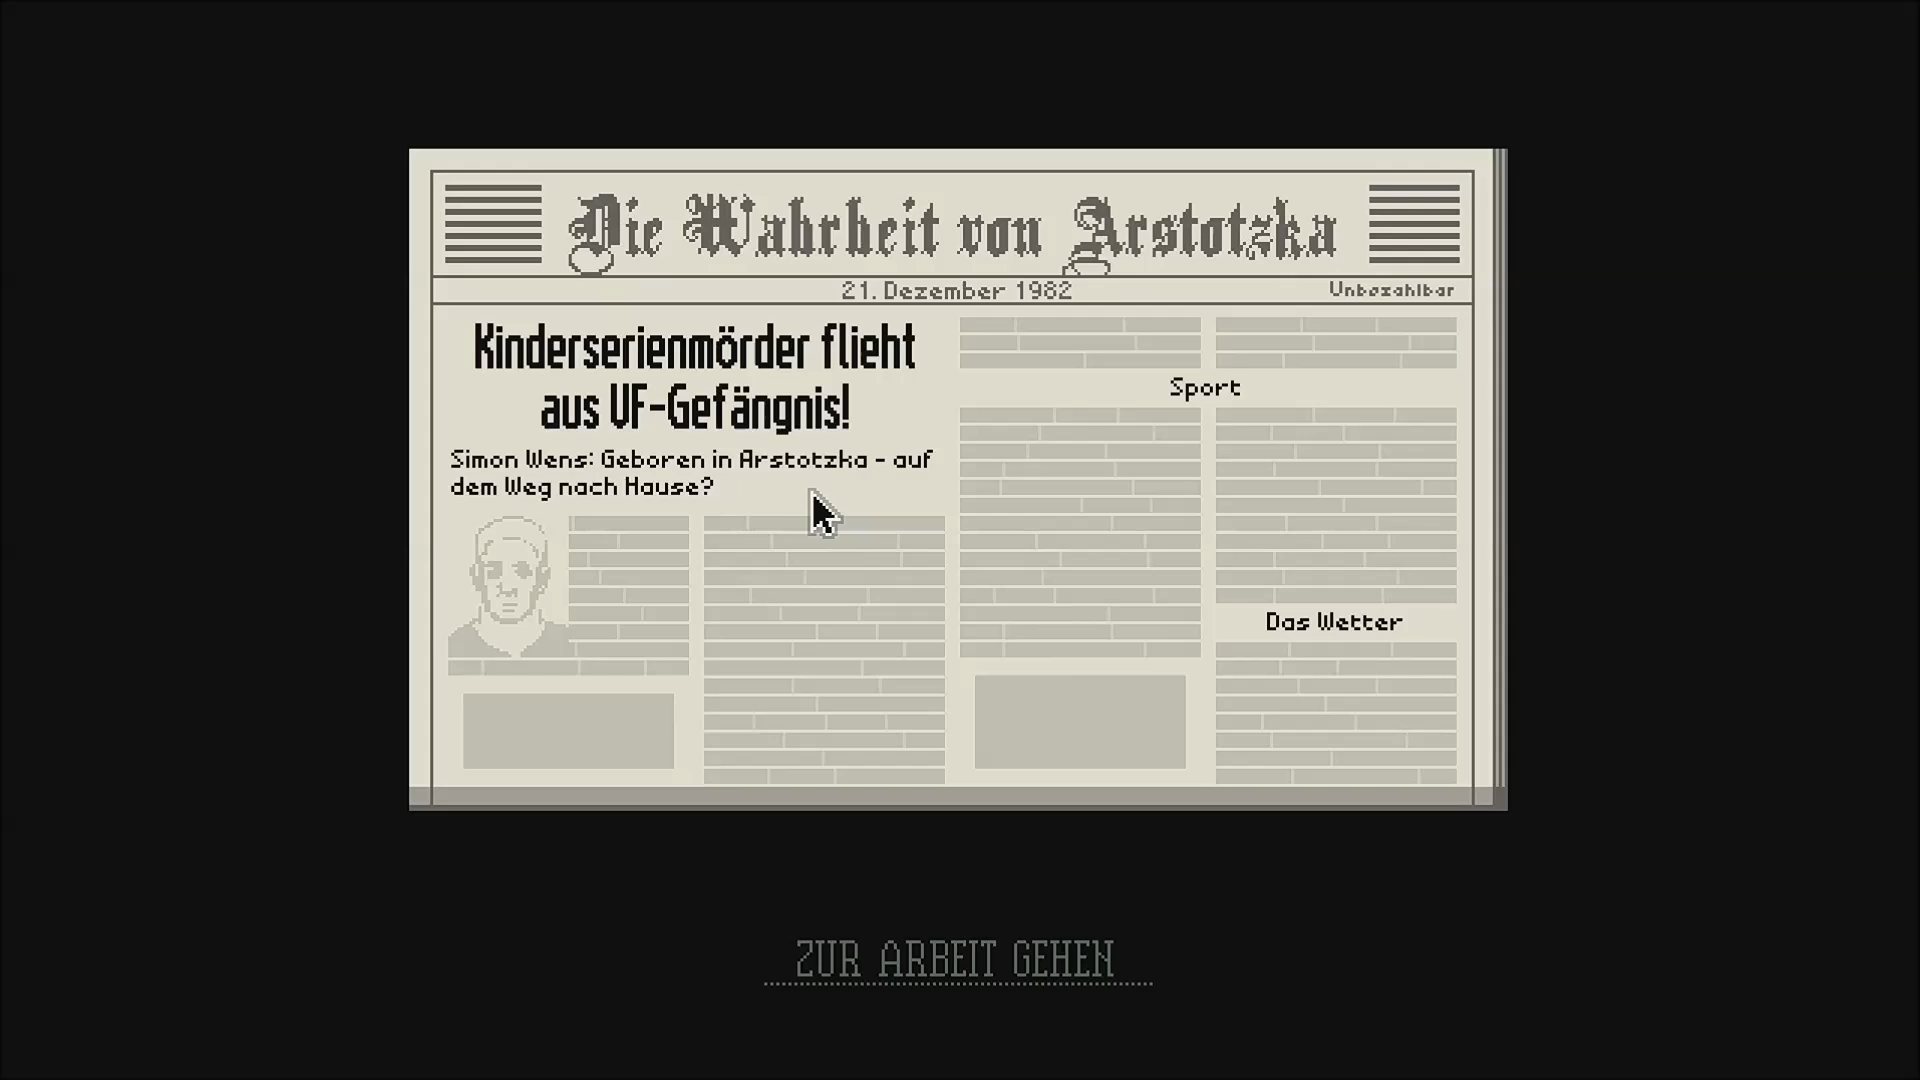 Die Wahrheit von Arstotzka
21. Dezember 1982
Unbezahlbar
Kinderserienmörder flieht
aus VF-Gefängnis!
Simon Wens: Geboren in Arstotzka - auf
dem Weg nach Hause?
Sport
Das Wetter
ZUR ARBEIT GEHEN